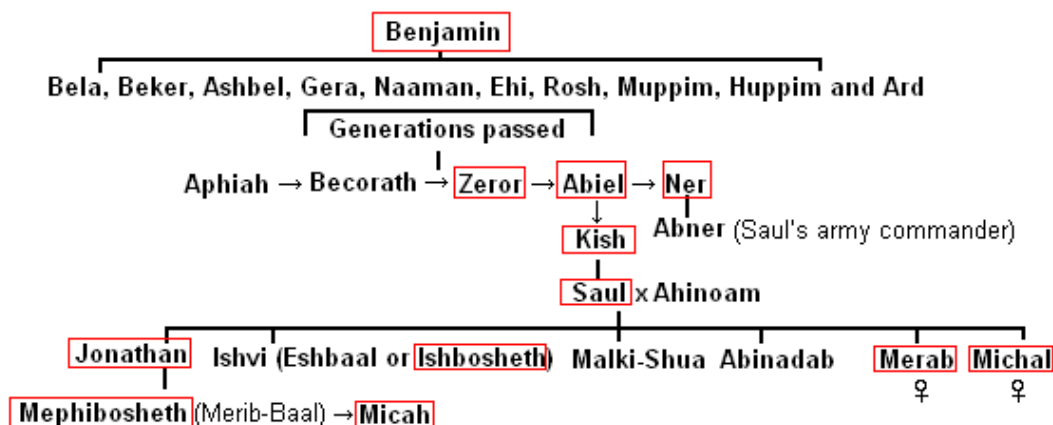 Benjamin
Bela, Beker, Ashbel, Gera, Naaman, Ehi, Rosh, Muppim, Huppim and Ard
Generations passed
Aphiah → Becorath → Zeror → Abiel → Ner
↓
Kish Abner (Saul's army commander)
Saul x Ahinoam
Jonathan Ishvi (Eshbaal or Ishbosheth) Malki-Shua Abinadab Merab Michal
♀ ♀
Mephibosheth (Merib-Baal) → Micah